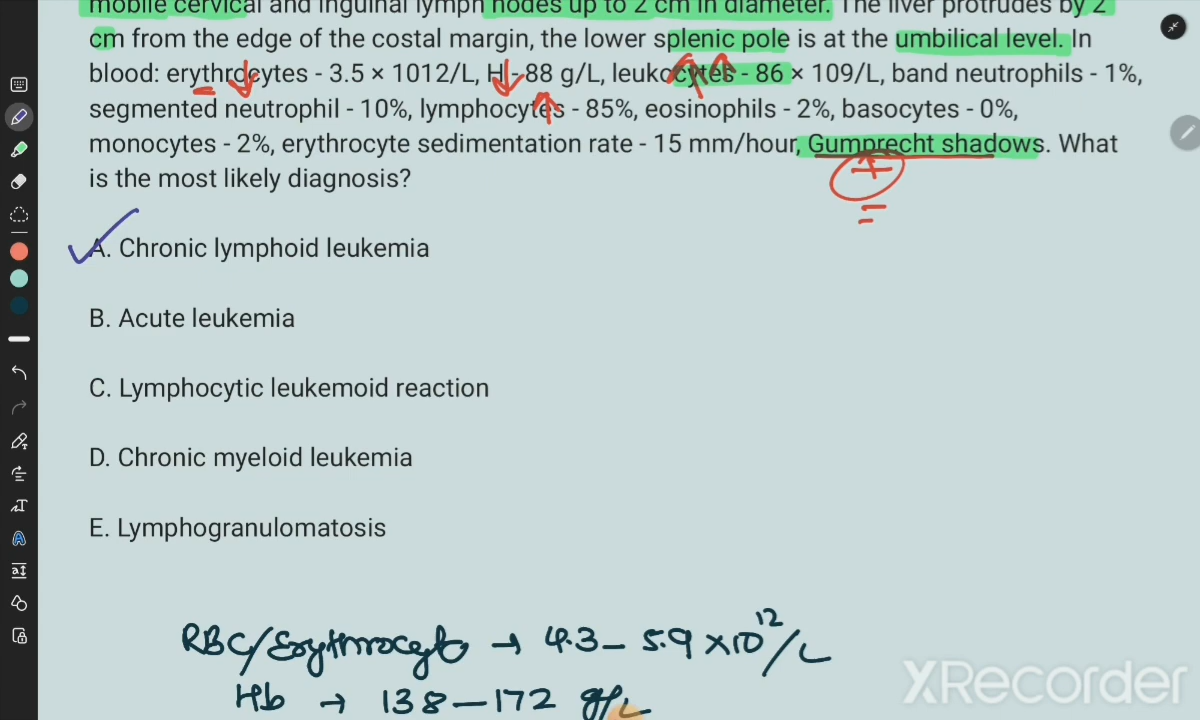 mobile cervical and inguinal lymph nodes up to 2 cm in diameter. The liver protrudes by 2
cm from the edge of the costal margin, the lower splenic pole is at the umbilical level. In
blood: erythrocytes - 3.5 × 1012/L, H - 88 g/L, leukocytes - 86 × 109/L, band neutrophils - 1%,
segmented neutrophil - 10%, lymphocytes - 85%, eosinophils - 2%, basocytes - 0%,
monocytes - 2%, erythrocyte sedimentation rate - 15 mm/hour, Gumprecht shadows. What
is the most likely diagnosis?
A. Chronic lymphoid leukemia
B. Acute leukemia
C. Lymphocytic leukemoid reaction
D. Chronic myeloid leukemia
E. Lymphogranulomatosis
RBC/Erythrocyte → 4.3 – 5.9 ×10¹²/L
Hb → 138 – 172 g/L
XRecorder